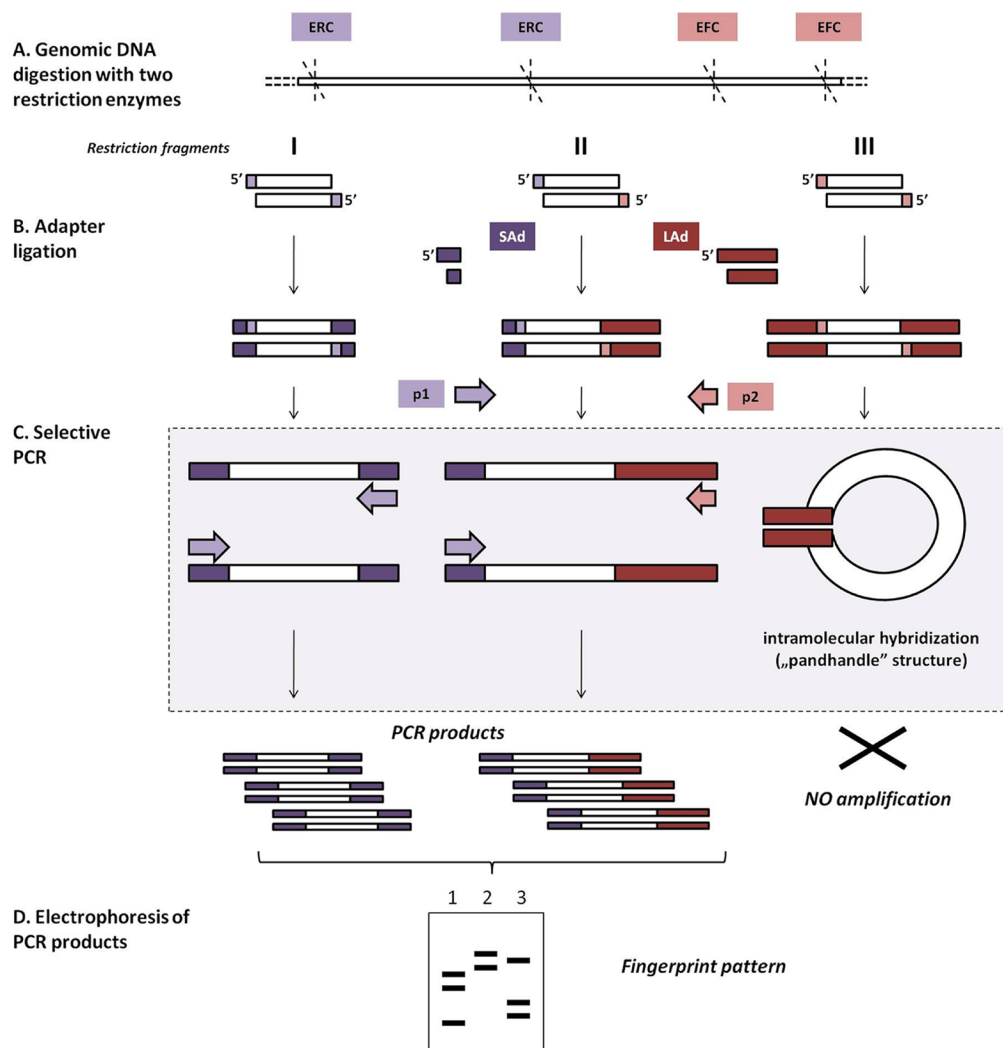 ERC ERC EFC EFC
A. Genomic DNA
digestion with two
restriction enzymes
Restriction fragments I II III
5’ 5’ 5’
5’ 5’ 5’
B. Adapter
ligation
SAd LAd
5’ 5’
p1 p2
C. Selective
PCR
intramolecular hybridization
(„pandhandle” structure)
PCR products
NO amplification
1 2 3
D. Electrophoresis of
PCR products
Fingerprint pattern